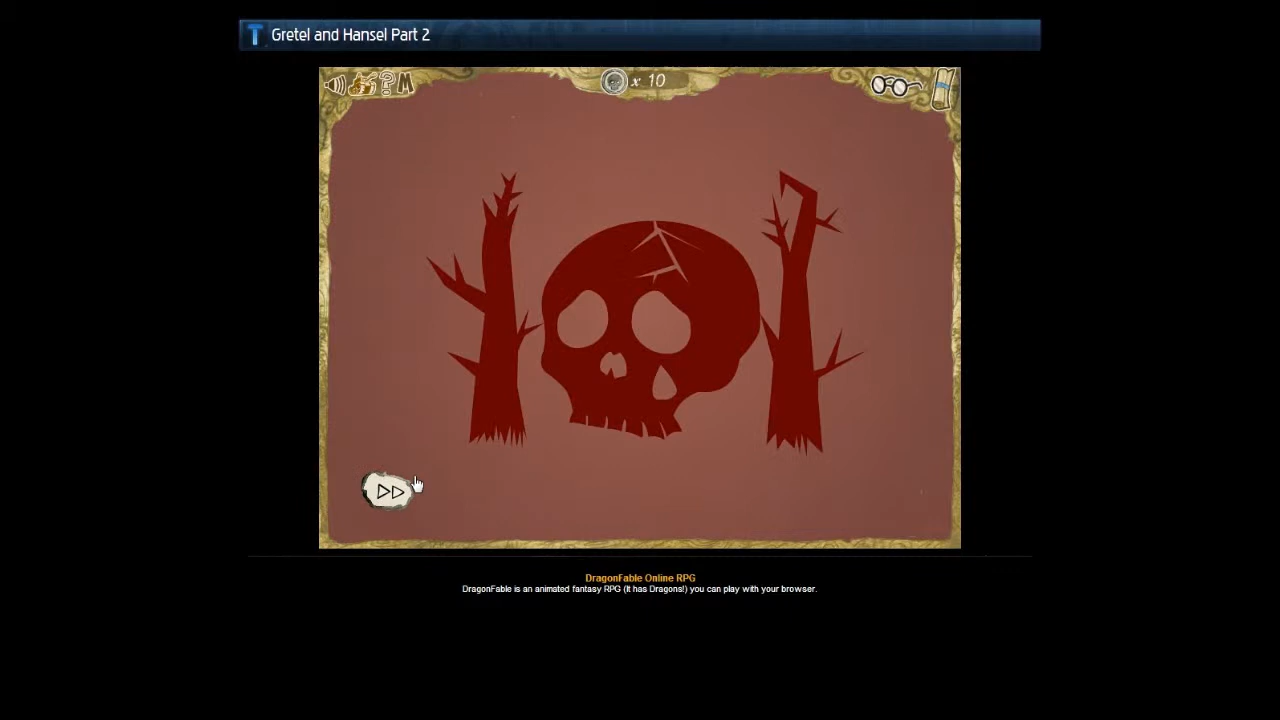 Gretel and Hansel Part 2
? M
x 10
DragonFable Online RPG
DragonFable is an animated fantasy RPG (It has Dragons!) you can play with your browser.